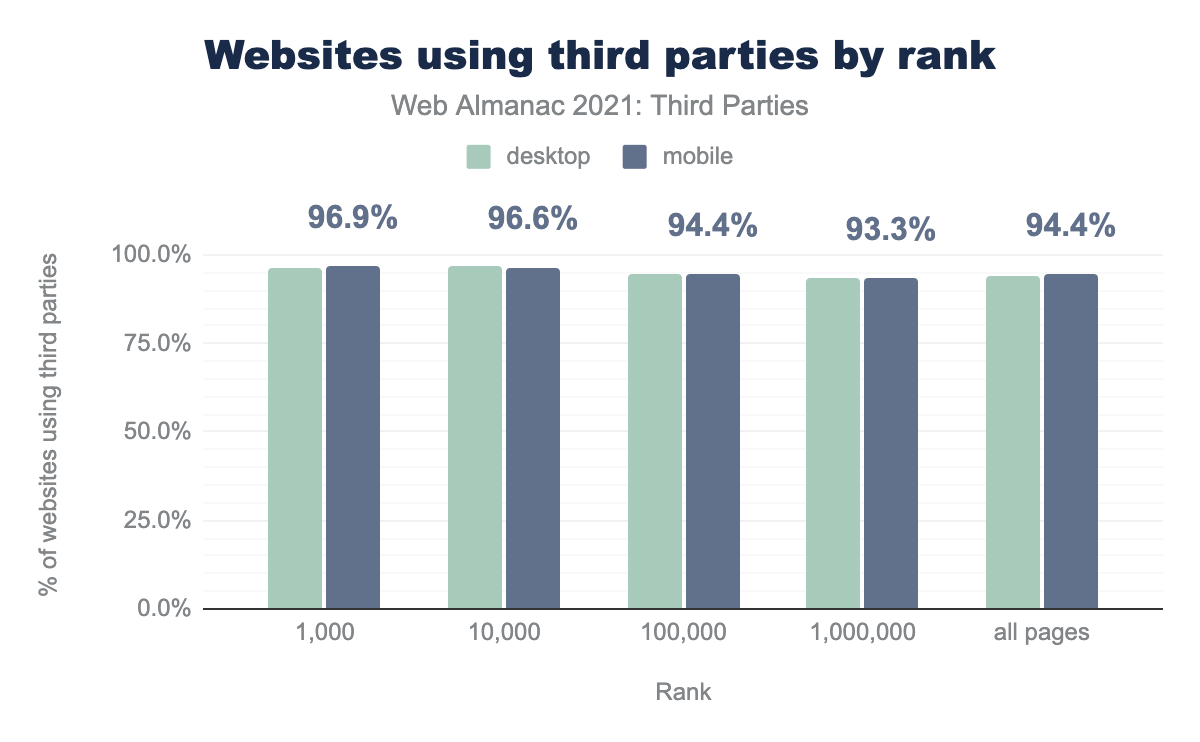 Websites using third parties by rank
Web Almanac 2021: Third Parties
desktop
mobile
96.9%
96.6%
94.4%
93.3%
94.4%
% of websites using third parties
100.0%
75.0%
50.0%
25.0%
0.0%
1,000
10,000
100,000
1,000,000
all pages
Rank